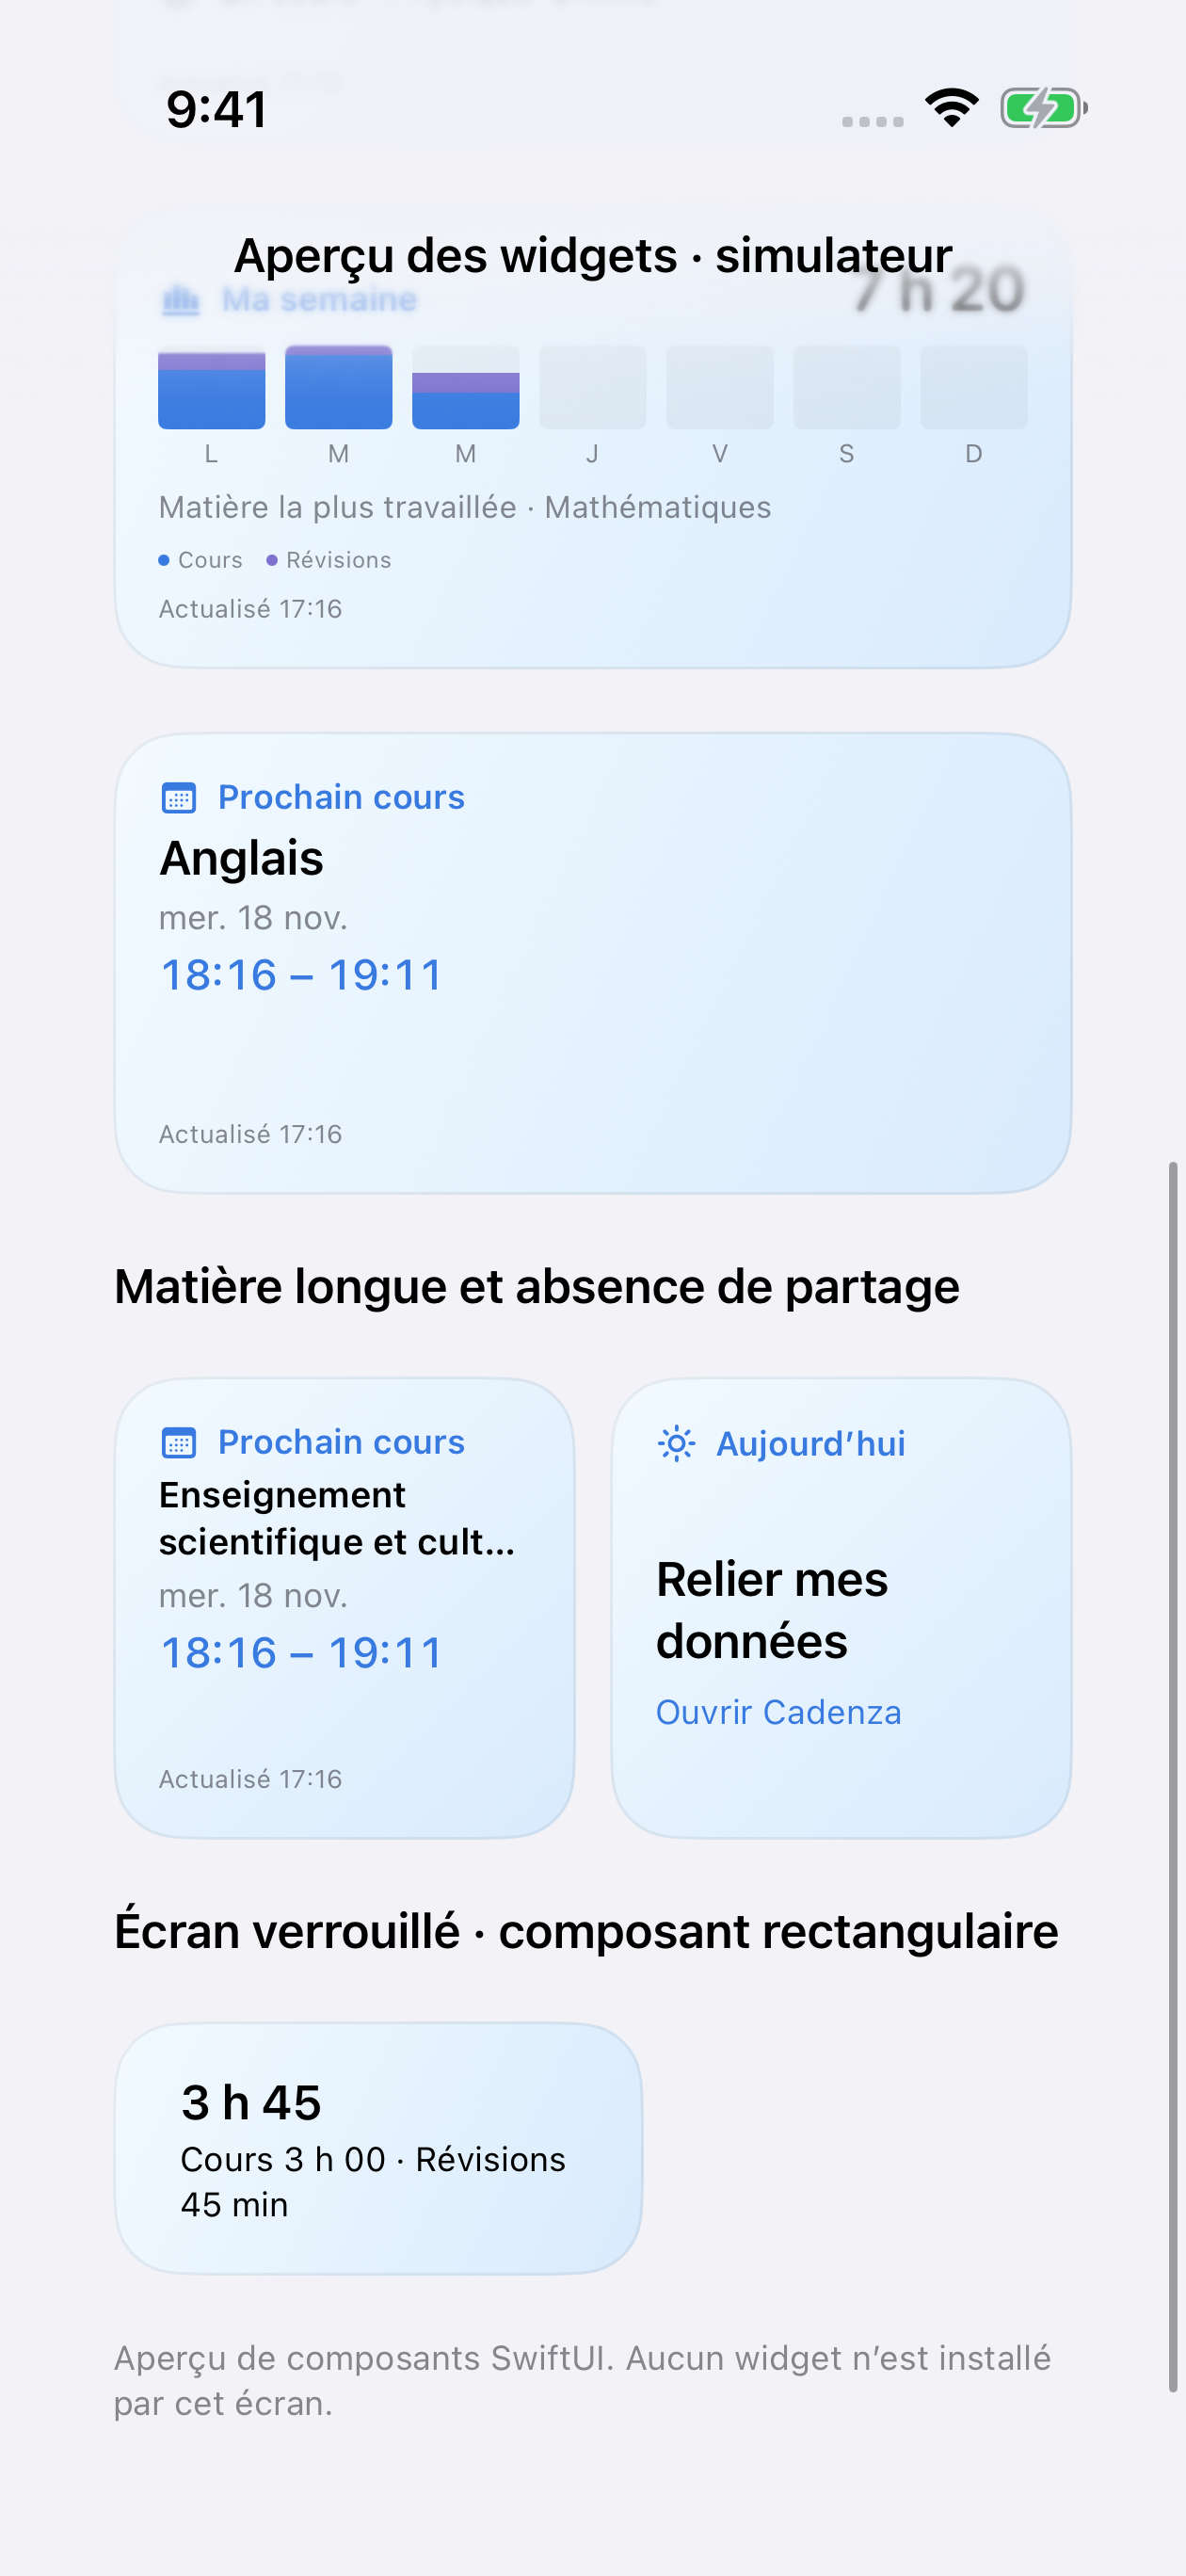 9:41
Aperçu des widgets · simulateur
Ma semaine
7 h 20
L M M J V S D
Matière la plus travaillée · Mathématiques
Cours Révisions
Actualisé 17:16
Prochain cours
Anglais
mer. 18 nov.
18:16 – 19:11
Actualisé 17:16
Matière longue et absence de partage
Prochain cours
Enseignement
scientifique et cult...
mer. 18 nov.
18:16 – 19:11
Actualisé 17:16
Aujourd’hui
Relier mes
données
Ouvrir Cadenza
Écran verrouillé · composant rectangulaire
3 h 45
Cours 3 h 00 · Révisions
45 min
Aperçu de composants SwiftUI. Aucun widget n’est installé
par cet écran.